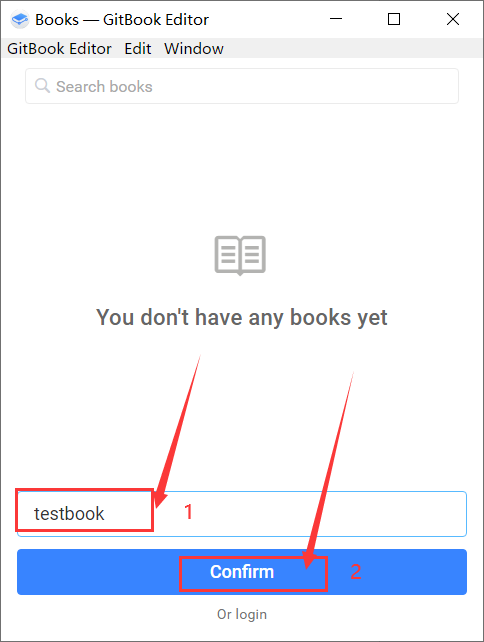 Books — GitBook Editor
GitBook Editor Edit Window
Search books
You don't have any books yet
testbook 1
Confirm 2
Or login